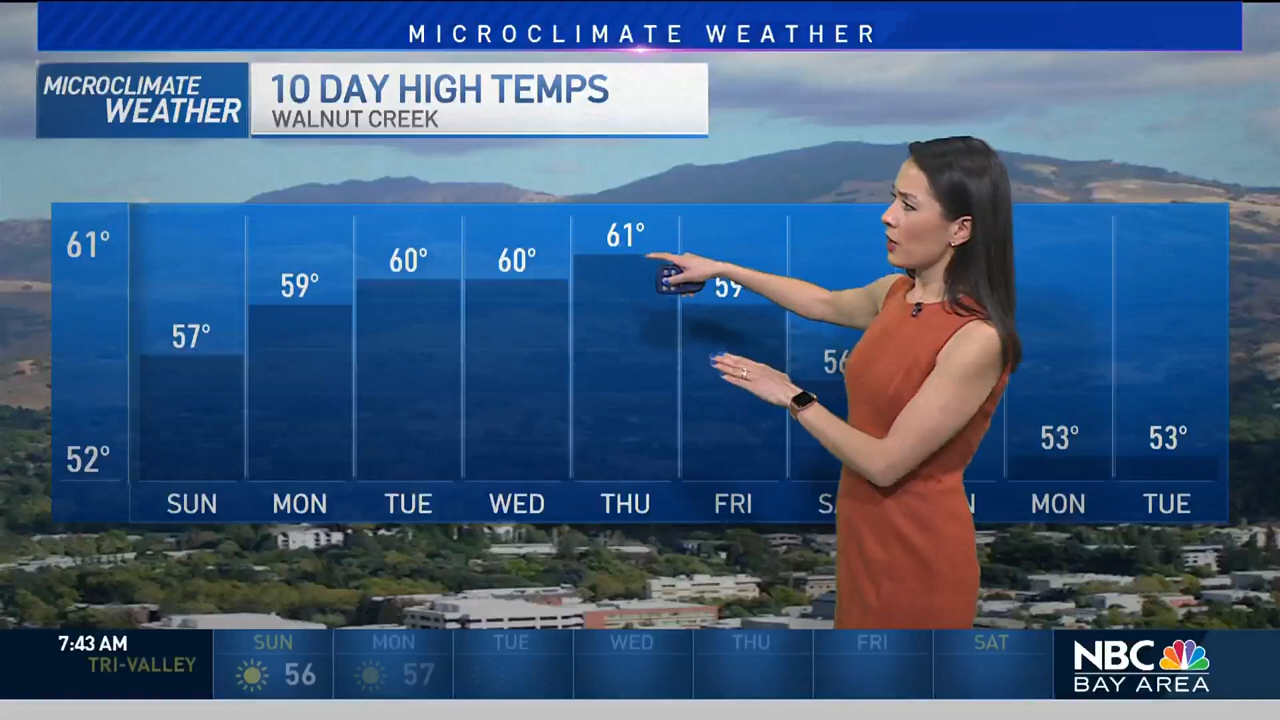 MICROCLIMATE WEATHER
MICROCLIMATE
WEATHER
10 DAY HIGH TEMPS
WALNUT CREEK
61°
52°
57° 59° 60° 60° 61° 59 53° 53°
SUN MON TUE WED THU FRI MON TUE
7:43 AM
TRI-VALLEY
SUN MON TUE WED THU FRI SAT
56 57
NBC
BAY AREA